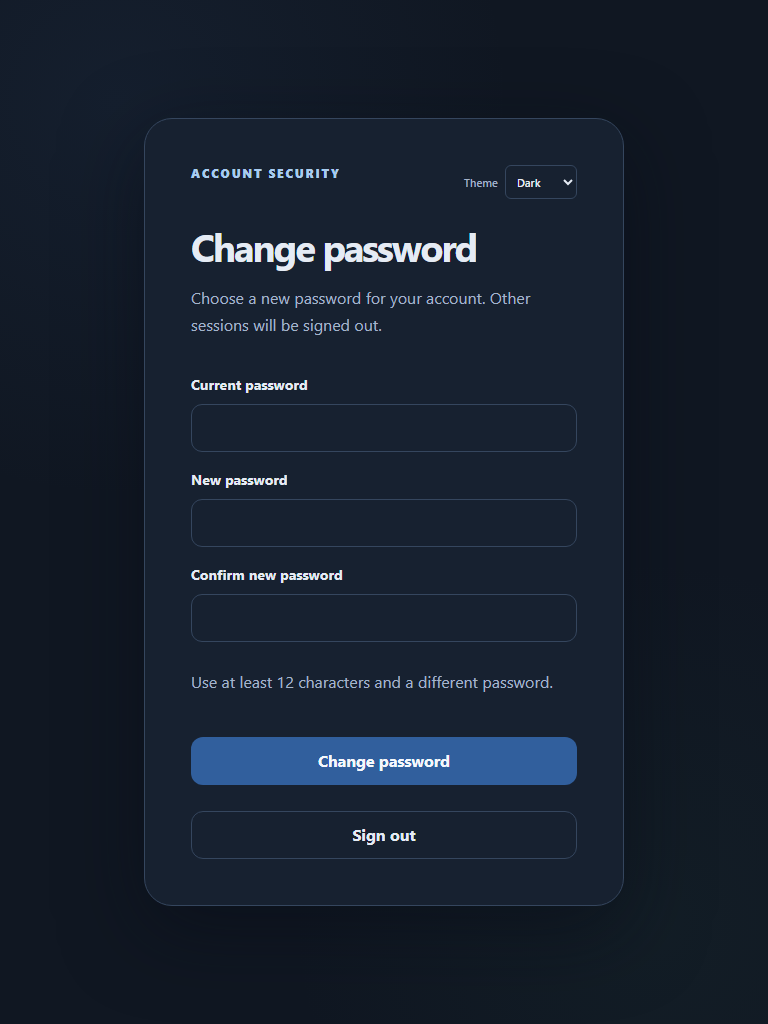 ACCOUNT SECURITY
Theme Dark
Change password
Choose a new password for your account. Other
sessions will be signed out.
Current password
New password
Confirm new password
Use at least 12 characters and a different password.
Change password
Sign out